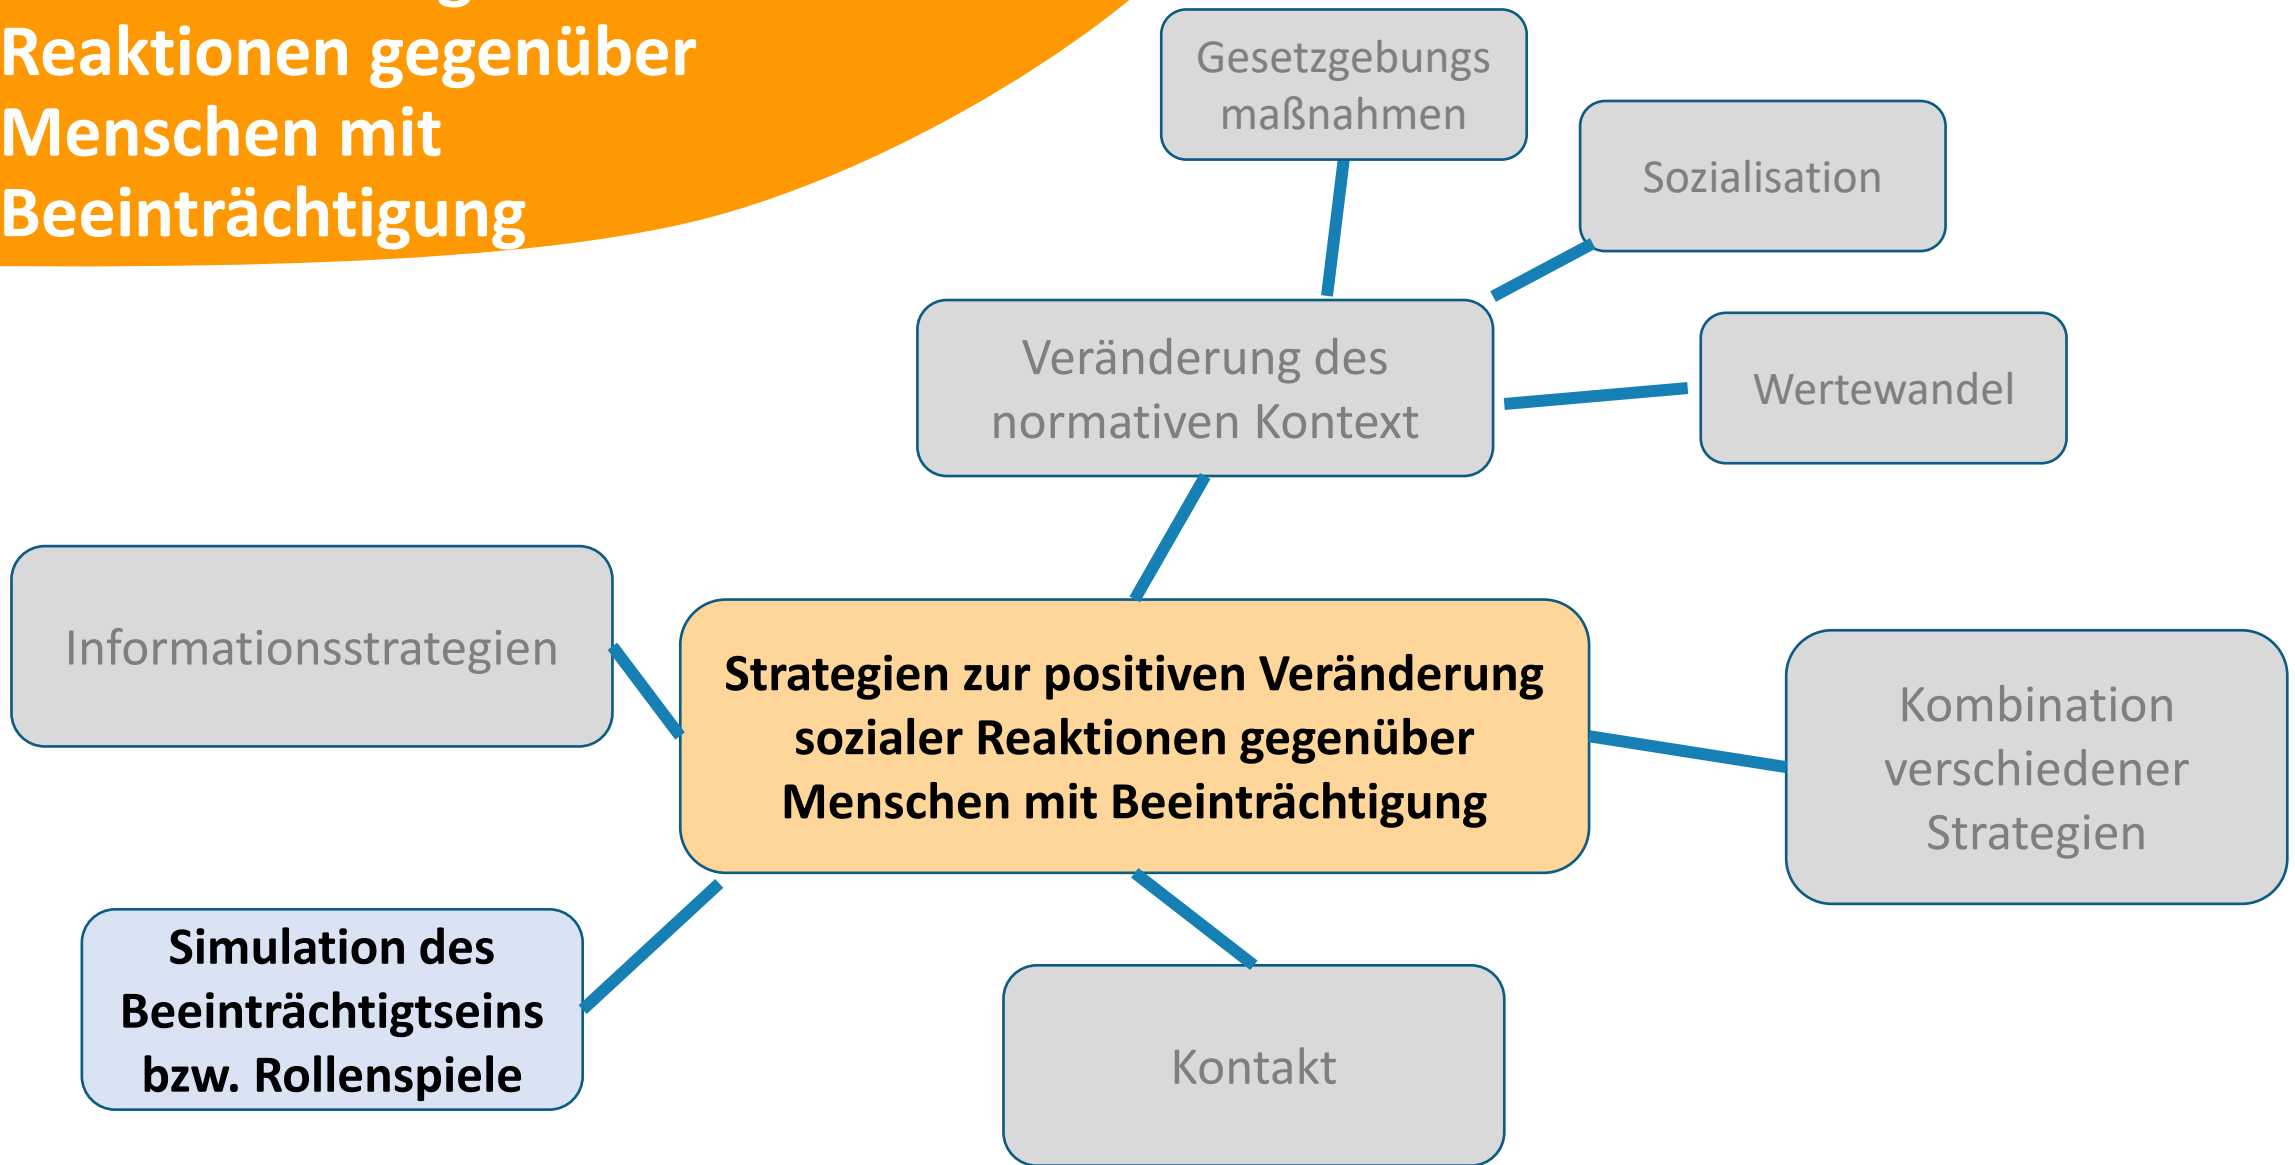 Reaktionen gegenüber
Menschen mit
Beeinträchtigung
Gesetzgebungs
maßnahmen
Sozialisation
Veränderung des
normativen Kontext
Wertewandel
Informationsstrategien
Strategien zur positiven Veränderung
sozialer Reaktionen gegenüber
Menschen mit Beeinträchtigung
Kombination
verschiedener
Strategien
Simulation des
Beeinträchtigtseins
bzw. Rollenspiele
Kontakt